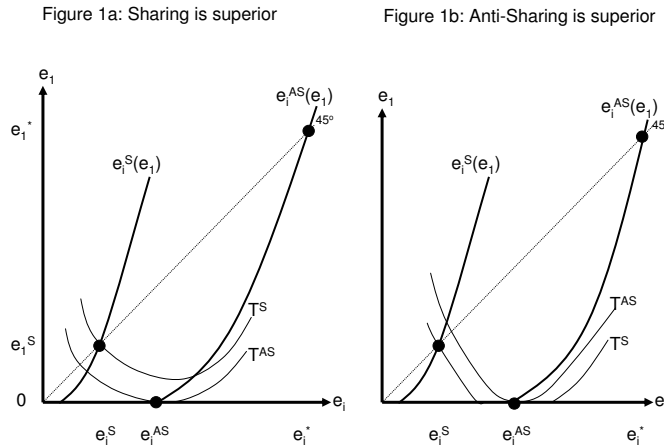 Figure 1a: Sharing is superior
Figure 1b: Anti-Sharing is superior
e1
eiAS(e1)
45º
e1*
eiS(e1)
TS
TAS
e1S
0
eiS
eiAS
ei*
ei
e1
eiAS(e1)
45
eiS(e1)
TAS
TS
eiS
eiAS
ei*
e